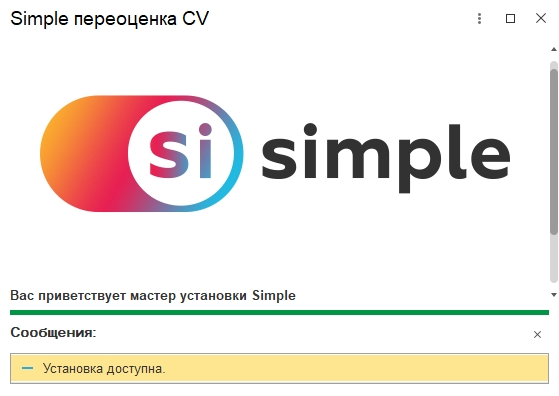 Simple переоценка CV
si simple
Вас приветствует мастер установки Simple
Сообщения:
Установка доступна.